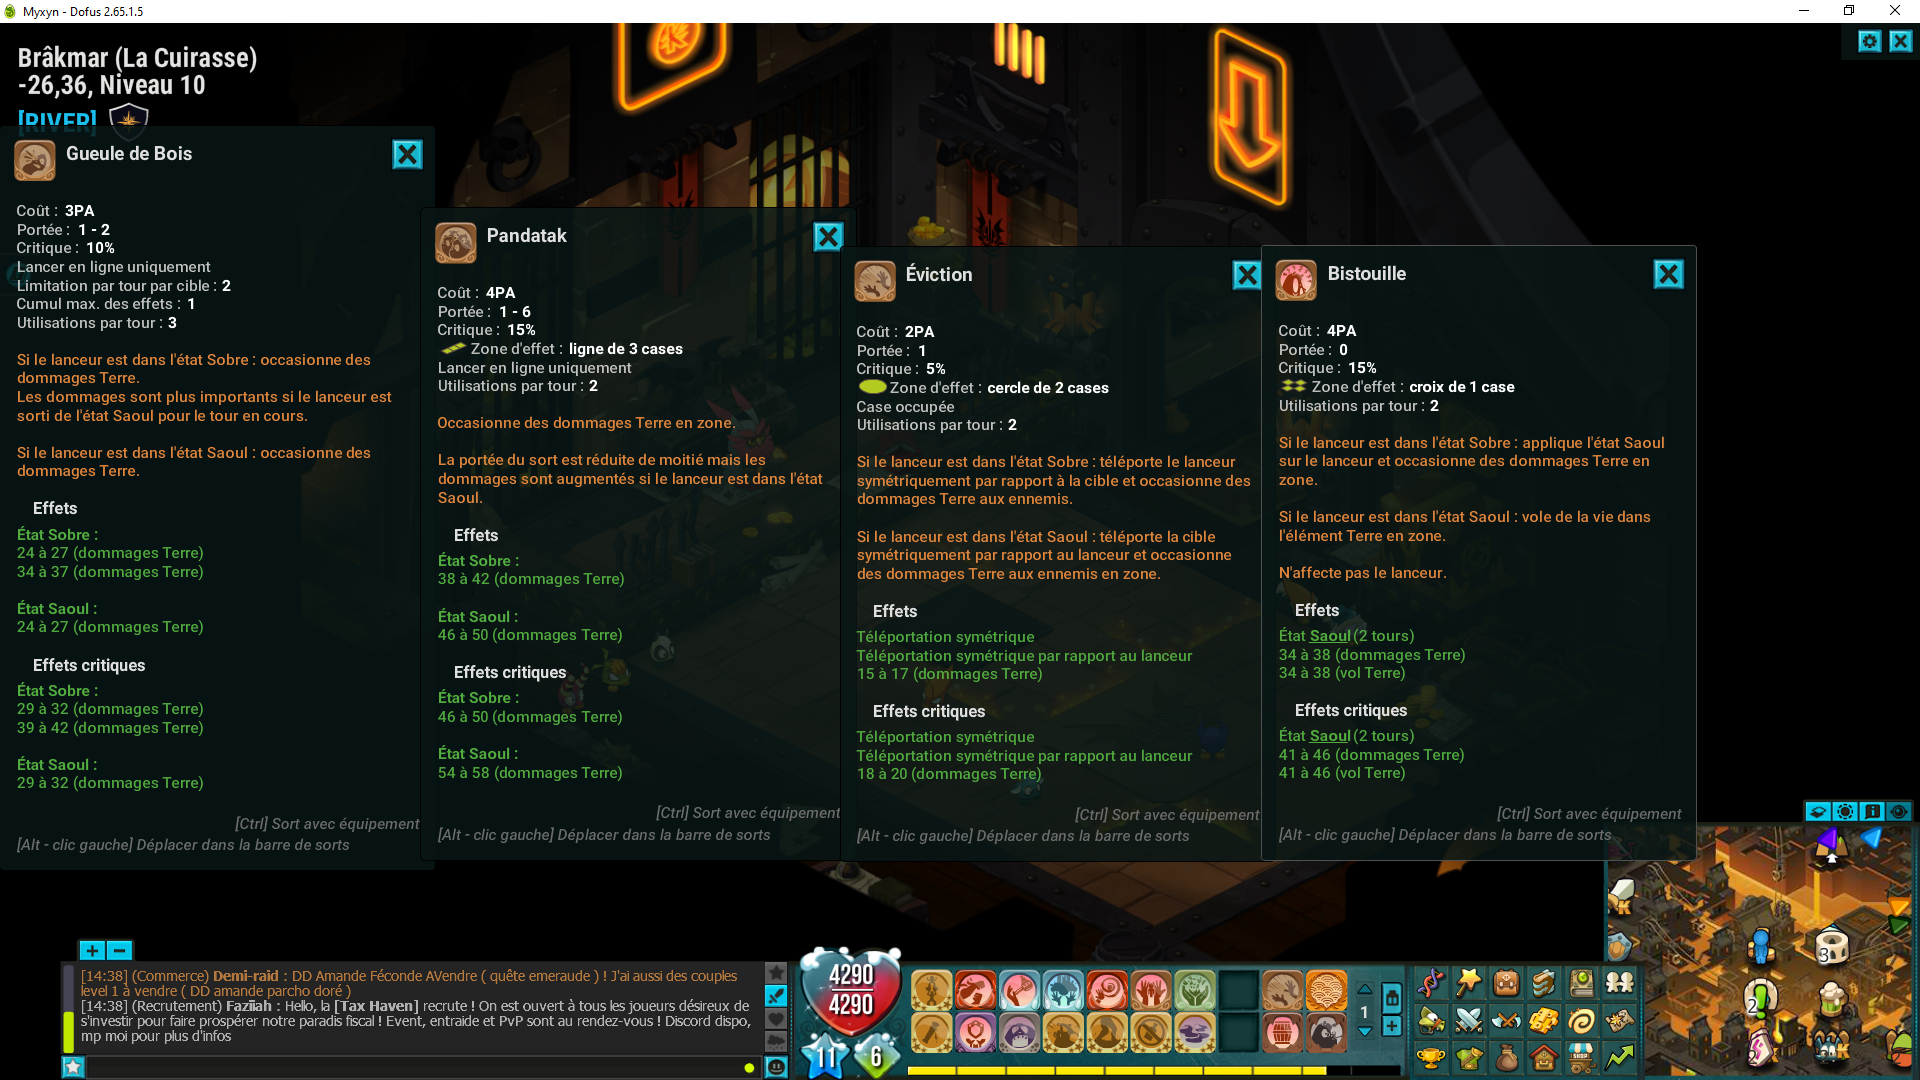 Myxyn - Dofus 2.65.1.5
Brâkmar (La Cuirasse)
-26,36, Niveau 10
[RIVER]
Gueule de Bois
Coût : 3PA
Portée : 1 - 2
Critique : 10%
Lancer en ligne uniquement
Limitation par tour par cible : 2
Cumul max. des effets : 1
Utilisations par tour : 3
Si le lanceur est dans l'état Sobre : occasionne des
dommages Terre.
Les dommages sont plus importants si le lanceur est
sorti de l'état Saoul pour le tour en cours.
Si le lanceur est dans l'état Saoul : occasionne des
dommages Terre.
Effets
État Sobre :
24 à 27 (dommages Terre)
34 à 37 (dommages Terre)
État Saoul :
24 à 27 (dommages Terre)
Effets critiques
État Sobre :
29 à 32 (dommages Terre)
39 à 42 (dommages Terre)
État Saoul :
29 à 32 (dommages Terre)
[Ctrl] Sort avec équipement
[Alt - clic gauche] Déplacer dans la barre de sorts
Pandatak
Coût : 4PA
Portée : 1 - 6
Critique : 15%
Zone d'effet : ligne de 3 cases
Lancer en ligne uniquement
Utilisations par tour : 2
Occasionne des dommages Terre en zone.
La portée du sort est réduite de moitié mais les
dommages sont augmentés si le lanceur est dans l'état
Saoul.
Effets
État Sobre :
38 à 42 (dommages Terre)
État Saoul :
46 à 50 (dommages Terre)
Effets critiques
État Sobre :
46 à 50 (dommages Terre)
État Saoul :
54 à 58 (dommages Terre)
[Ctrl] Sort avec équipement
[Alt - clic gauche] Déplacer dans la barre de sorts
Éviction
Coût : 2PA
Portée : 1
Critique : 5%
Zone d'effet : cercle de 2 cases
Case occupée
Utilisations par tour : 2
Si le lanceur est dans l'état Sobre : téléporte le lanceur
symétriquement par rapport à la cible et occasionne des
dommages Terre aux ennemis.
Si le lanceur est dans l'état Saoul : téléporte la cible
symétriquement par rapport au lanceur et occasionne
des dommages Terre aux ennemis en zone.
Effets
Téléportation symétrique
Téléportation symétrique par rapport au lanceur
15 à 17 (dommages Terre)
Effets critiques
Téléportation symétrique
Téléportation symétrique par rapport au lanceur
18 à 20 (dommages Terre)
[Ctrl] Sort avec équipement
[Alt - clic gauche] Déplacer dans la barre de sorts
Bistouille
Coût : 4PA
Portée : 0
Critique : 15%
Zone d'effet : croix de 1 case
Utilisations par tour : 2
Si le lanceur est dans l'état Sobre : applique l'état Saoul
sur le lanceur et occasionne des dommages Terre en
zone.
Si le lanceur est dans l'état Saoul : vole de la vie dans
l'élément Terre en zone.
N'affecte pas le lanceur.
Effets
État Saoul (2 tours)
34 à 38 (dommages Terre)
34 à 38 (vol Terre)
Effets critiques
État Saoul (2 tours)
41 à 46 (dommages Terre)
41 à 46 (vol Terre)
[Ctrl] Sort avec équipement
[Alt - clic gauche] Déplacer dans la barre de sorts
[14:38] (Commerce) Demi-raid : DD Amande Féconde AVendre ( quête emeraude ) ! J'ai aussi des couples
level 1 à vendre ( DD amande parcho doré )
[14:38] (Recrutement) Faziiah : Hello, la [Tax Haven] recrute ! On est ouvert à tous les joueurs désireux de
s'investir pour faire prospérer notre paradis fiscal ! Event, entraide et PvP sont au rendez-vous ! Discord dispo,
mp moi pour plus d'infos
4290
4290
11
6
1
SHOP
3
2